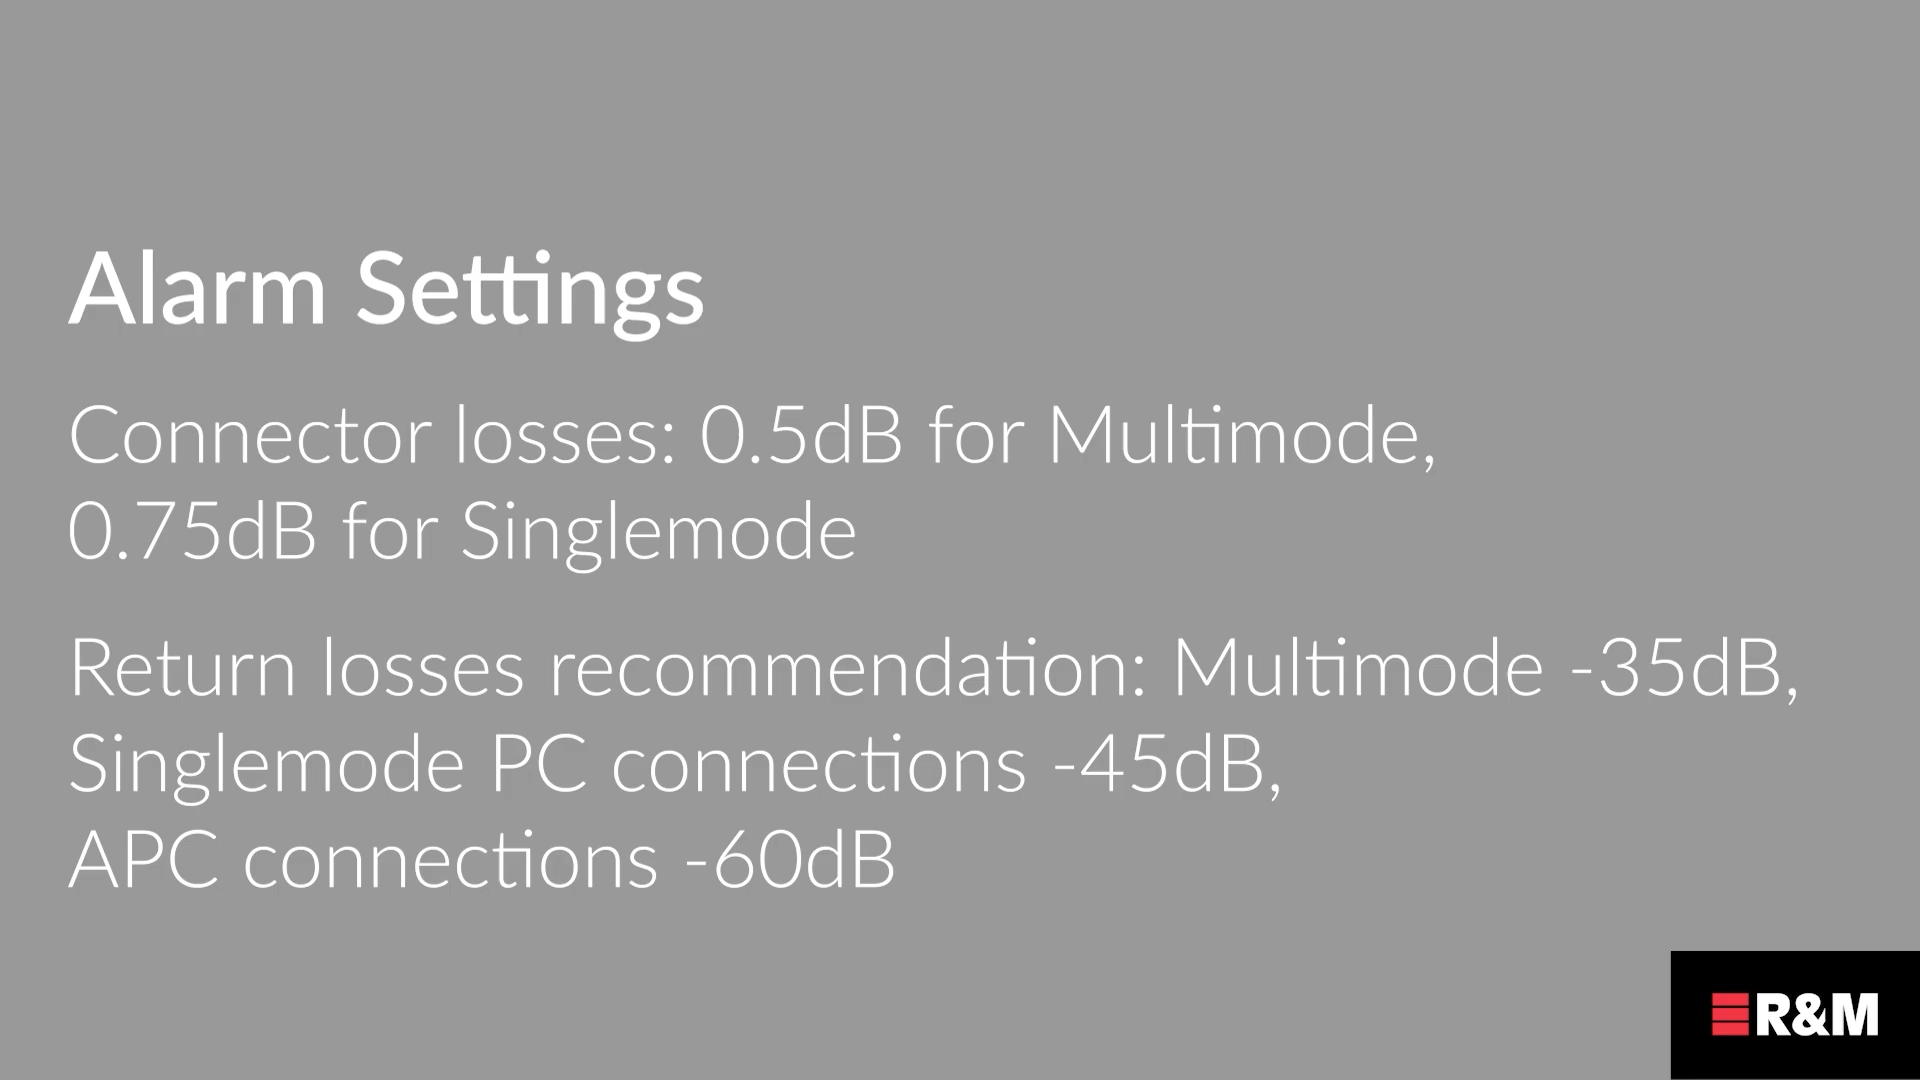 Alarm Settings
Connector losses: 0.5dB for Multimode,
0.75dB for Singlemode
Return losses recommendation: Multimode -35dB,
Singlemode PC connections -45dB,
APC connections -60dB
R&M